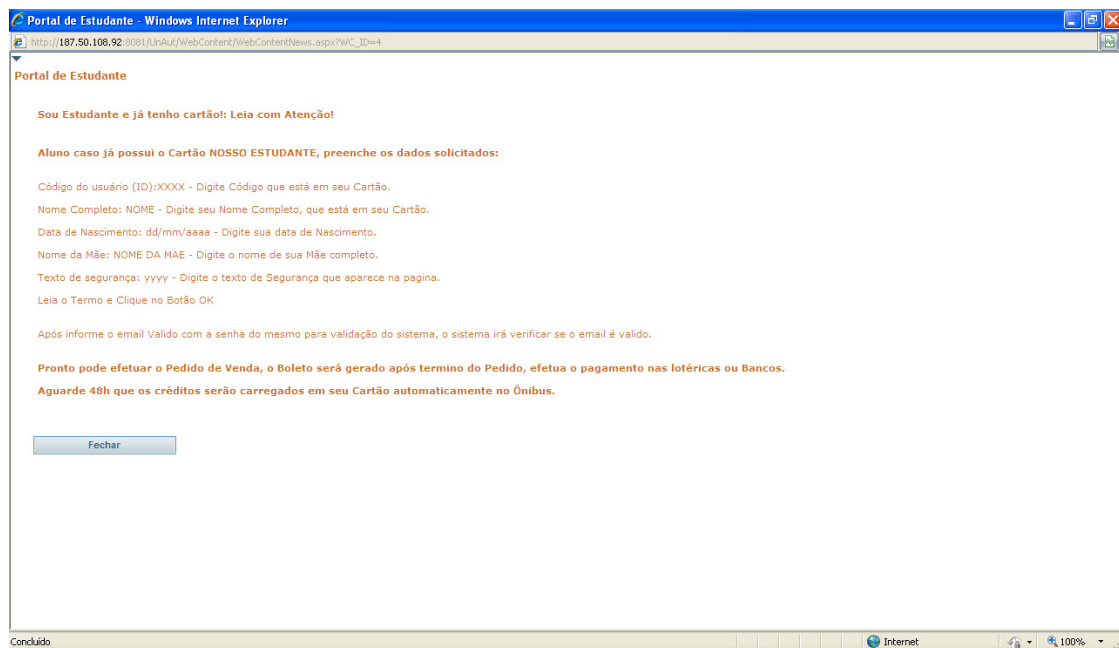 Portal de Estudante - Windows Internet Explorer
http://187.50.108.92:8081/UnAut/WebContent/WebContentNews.aspx?WC_ID=4
Portal de Estudante
Sou Estudante e já tenho cartão!: Leia com Atenção!
Aluno caso já possui o Cartão NOSSO ESTUDANTE, preenche os dados solicitados:
Código do usuário (ID):XXXX - Digite Código que está em seu Cartão.
Nome Completo: NOME - Digite seu Nome Completo, que está em seu Cartão.
Data de Nascimento: dd/mm/aaaa - Digite sua data de Nascimento.
Nome da Mãe: NOME DA MAE - Digite o nome de sua Mãe completo.
Texto de segurança: yyyy - Digite o texto de Segurança que aparece na pagina.
Leia o Termo e Clique no Botão OK
Após informe o email Valido com a senha do mesmo para validação do sistema, o sistema irá verificar se o email é valido.
Pronto pode efetuar o Pedido de Venda, o Boleto será gerado após termino do Pedido, efetua o pagamento nas lotéricas ou Bancos.
Aguarde 48h que os créditos serão carregados em seu Cartão automaticamente no Ônibus.
Fechar
Concluído Internet 100%